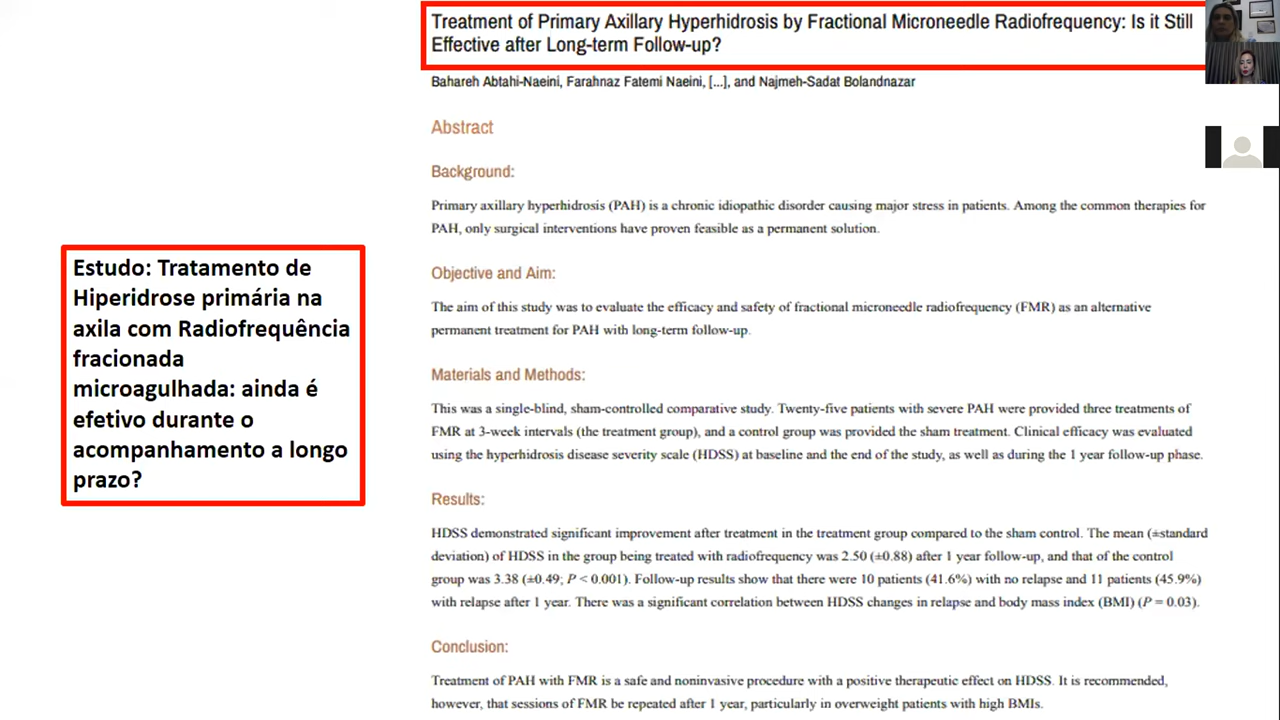 Treatment of Primary Axillary Hyperhidrosis by Fractional Microneedle Radiofrequency: Is it Still
Effective after Long-term Follow-up?
Bahareh Abtahi-Naeini, Farahnaz Fatemi Naeini, [...], and Najmeh-Sadat Bolandnazar
Abstract
Background:
Primary axillary hyperhidrosis (PAH) is a chronic idiopathic disorder causing major stress in patients. Among the common therapies for
PAH, only surgical interventions have proven feasible as a permanent solution.
Objective and Aim:
The aim of this study was to evaluate the efficacy and safety of fractional microneedle radiofrequency (FMR) as an alternative
permanent treatment for PAH with long-term follow-up.
Materials and Methods:
This was a single-blind, sham-controlled comparative study. Twenty-five patients with severe PAH were provided three treatments of
FMR at 3-week intervals (the treatment group), and a control group was provided the sham treatment. Clinical efficacy was evaluated
using the hyperhidrosis disease severity scale (HDSS) at baseline and the end of the study, as well as during the 1 year follow-up phase.
Results:
HDSS demonstrated significant improvement after treatment in the treatment group compared to the sham control. The mean (±standard
deviation) of HDSS in the group being treated with radiofrequency was 2.50 (±0.88) after 1 year follow-up, and that of the control
group was 3.38 (±0.49; P < 0.001). Follow-up results show that there were 10 patients (41.6%) with no relapse and 11 patients (45.9%)
with relapse after 1 year. There was a significant correlation between HDSS changes in relapse and body mass index (BMI) (P = 0.03).
Conclusion:
Treatment of PAH with FMR is a safe and noninvasive procedure with a positive therapeutic effect on HDSS. It is recommended,
however, that sessions of FMR be repeated after 1 year, particularly in overweight patients with high BMIs.
Estudo: Tratamento de
Hiperidrose primária na
axila com Radiofrequência
fracionada
microagulhada: ainda é
efetivo durante o
acompanhamento a longo
prazo?